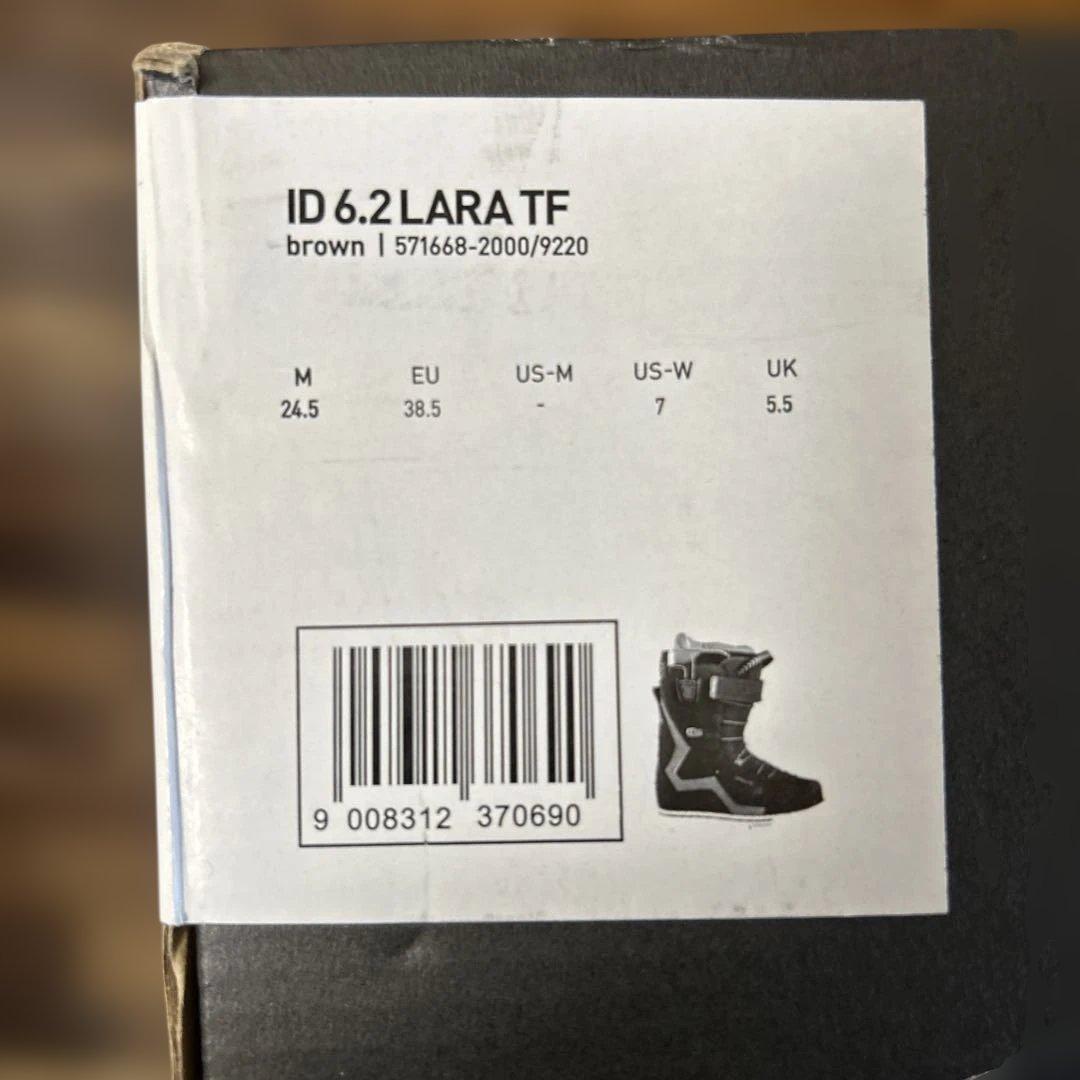 ID 6.2 LARA TF
brown | 571668-2000/9220
M EU US-M US-W UK
24.5 38.5 - 7 5.5
9 008312 370690